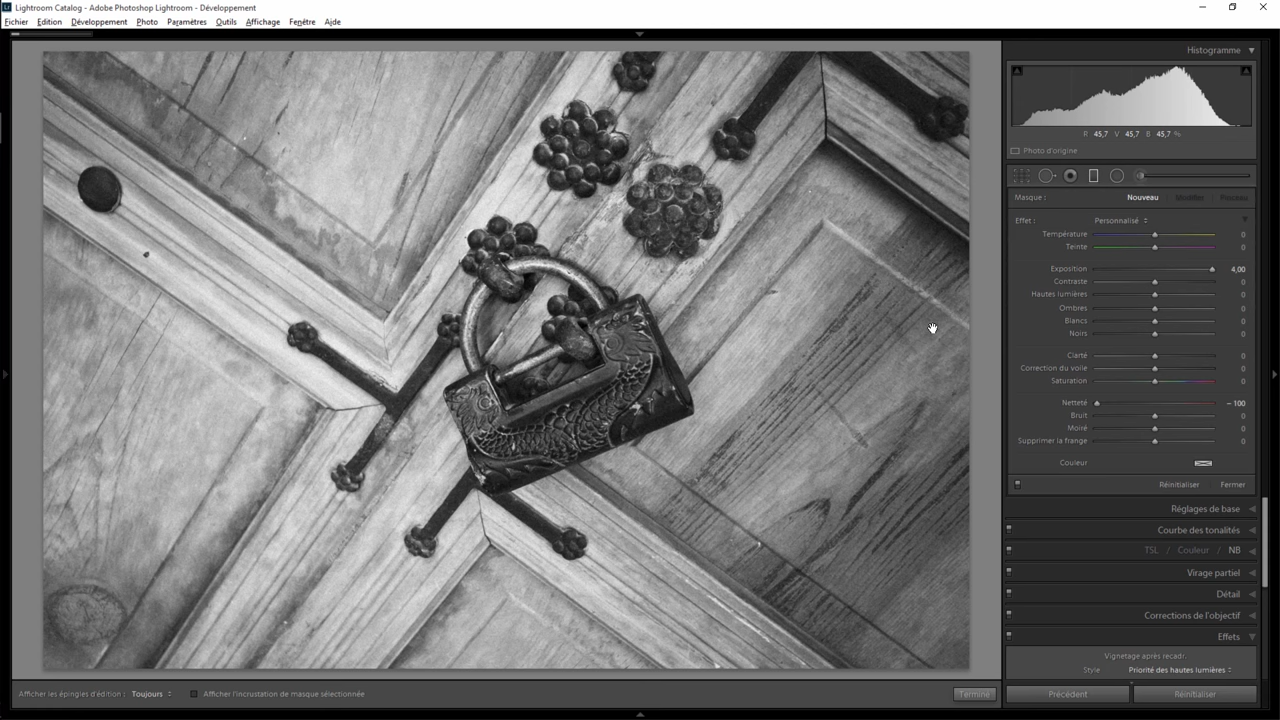 Lightroom Catalog - Adobe Photoshop Lightroom - Développement
Fichier Edition Développement Photo Paramètres Outils Affichage Fenêtre Aide
Histogramme
R 45,7 V 45,7 B 45,7 %
Photo d'origine
Masque : Nouveau Modifier Pinceau
Effet : Personnalisé
Température 0
Teinte 0
Exposition 4,00
Contraste 0
Hautes lumières 0
Ombres 0
Blancs 0
Noirs 0
Clarté 0
Correction du voile 0
Saturation 0
Netteté - 100
Bruit 0
Moiré 0
Supprimer la frange 0
Couleur
Réinitialiser Fermer
Réglages de base
Courbe des tonalités
TSL / Couleur / NB
Virage partiel
Détail
Corrections de l'objectif
Effets
Vignetage après recadr.
Style Priorité des hautes lumières
Afficher les épingles d'édition : Toujours Afficher l'incrustation de masque sélectionnée Terminé
Précédent Réinitialiser